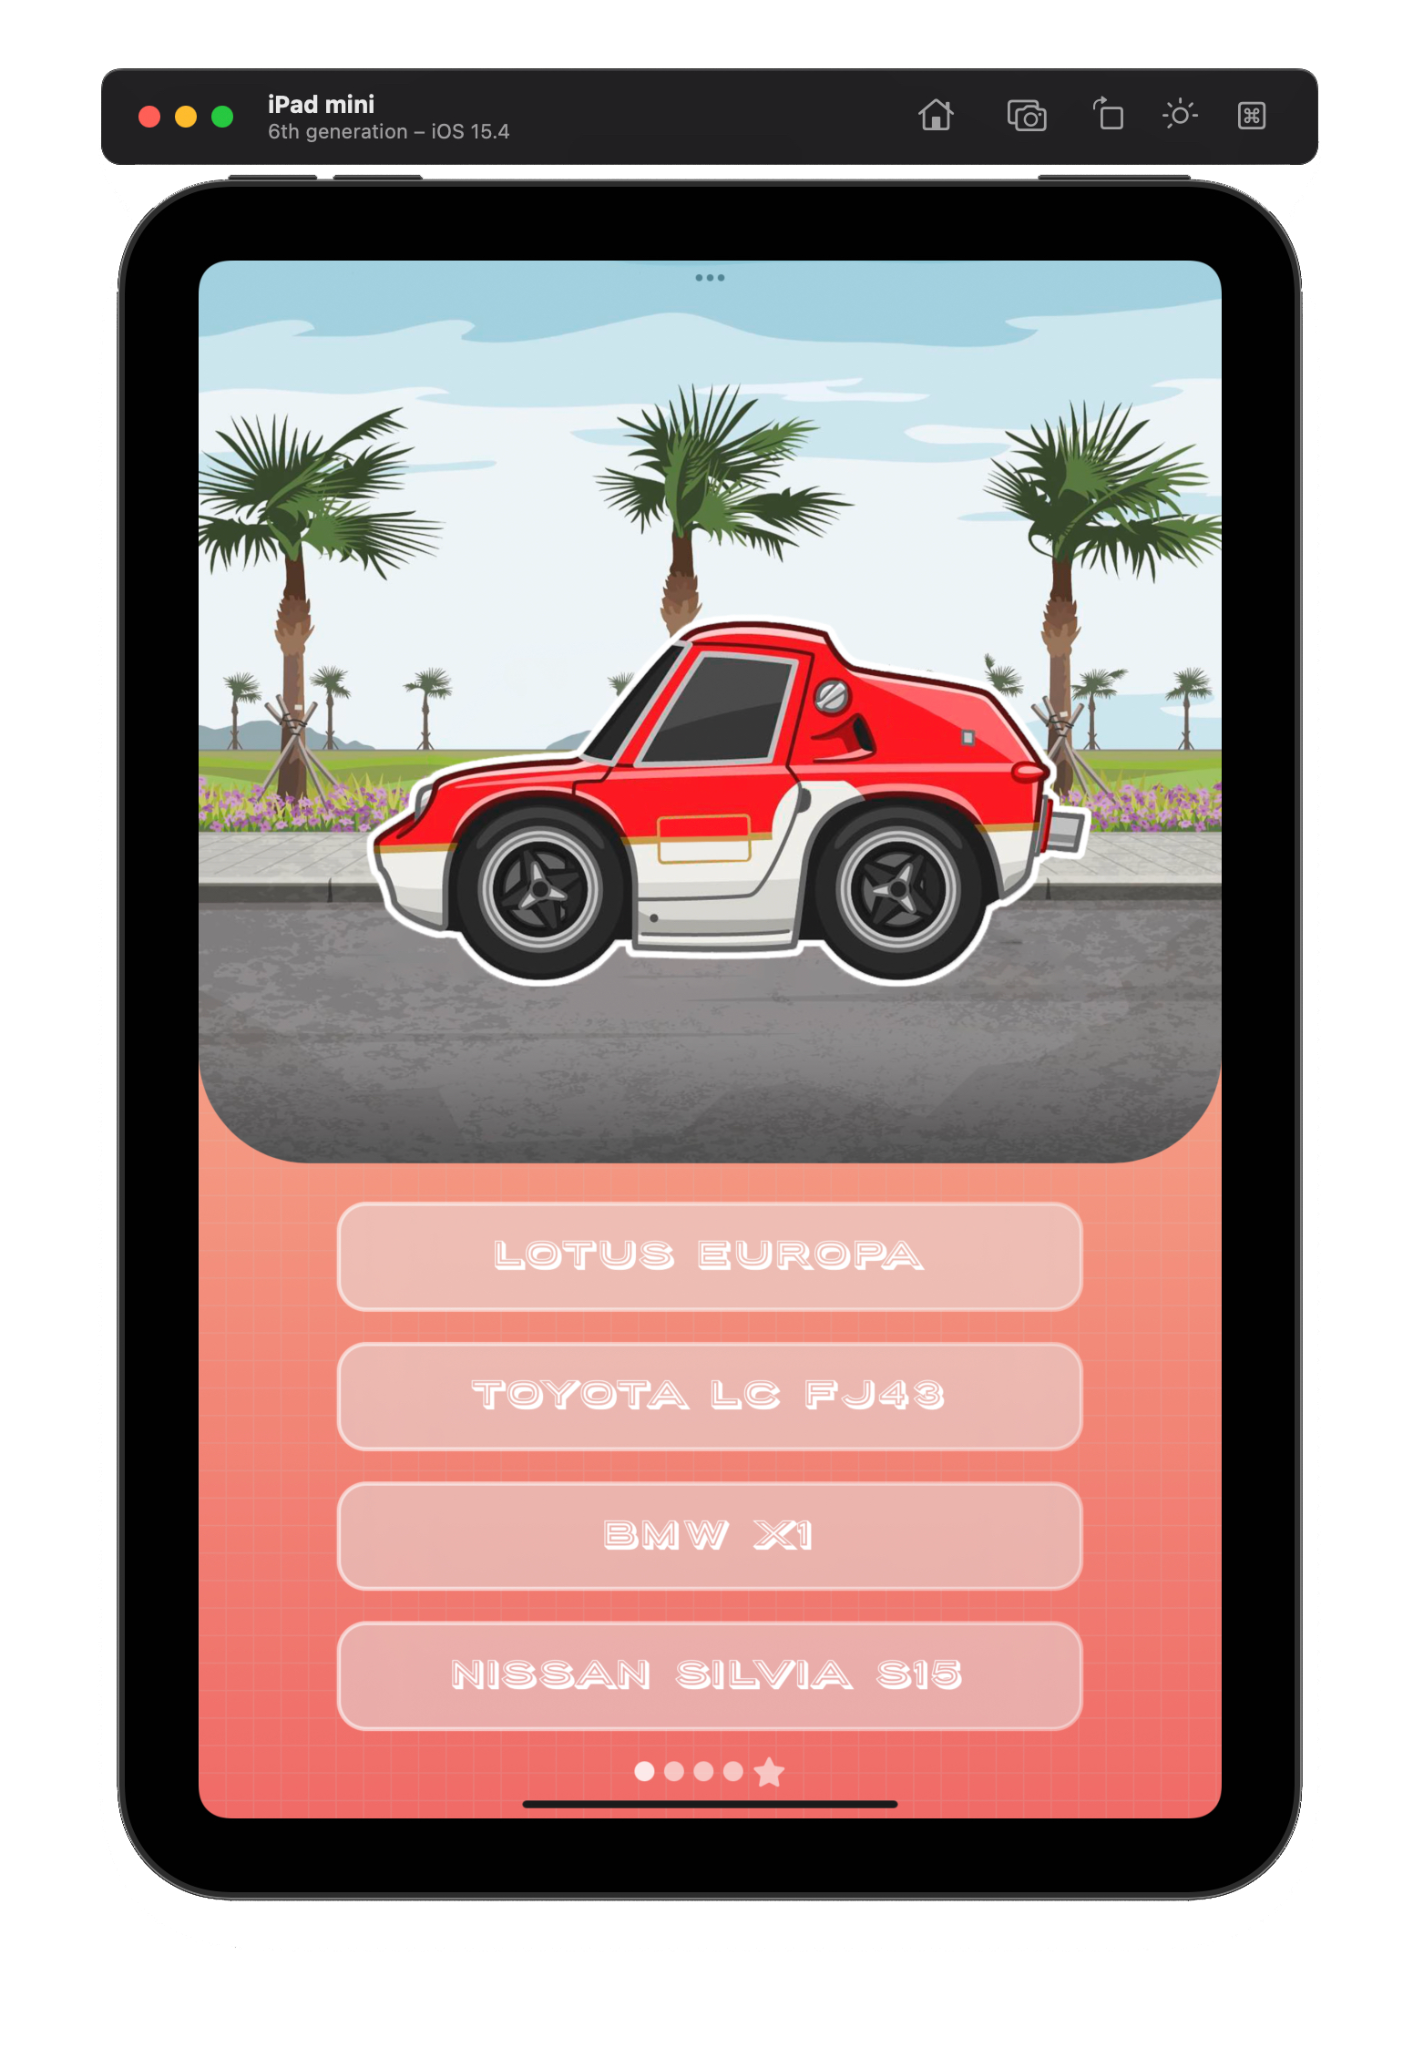 iPad mini
6th generation – iOS 15.4
LOTUS EUROPA
TOYOTA LC FJ43
BMW X1
NISSAN SILVIA S15